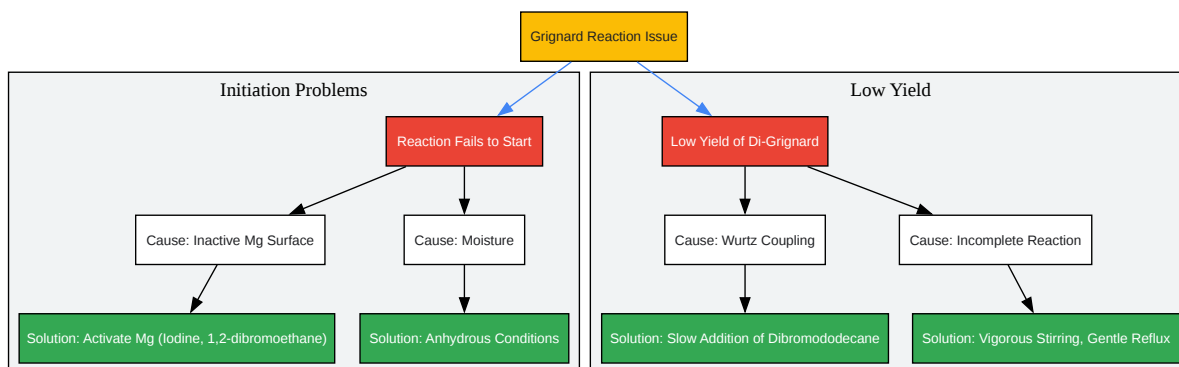 Grignard Reaction Issue
Initiation Problems
Low Yield
Reaction Fails to Start
Low Yield of Di-Grignard
Cause: Inactive Mg Surface
Cause: Moisture
Cause: Wurtz Coupling
Cause: Incomplete Reaction
Solution: Activate Mg (Iodine, 1,2-dibromoethane)
Solution: Anhydrous Conditions
Solution: Slow Addition of Dibromododecane
Solution: Vigorous Stirring, Gentle Reflux